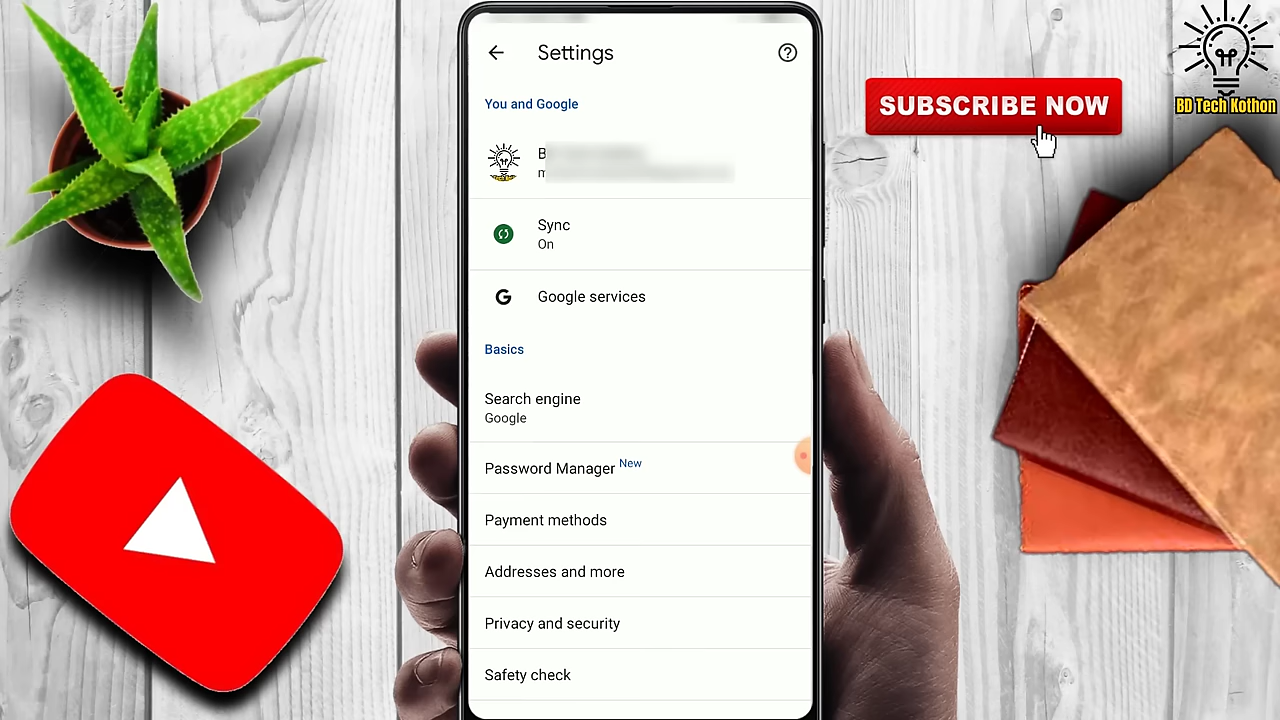 Settings
You and Google
B
m
Sync
On
Google services
Basics
Search engine
Google
Password Manager New
Payment methods
Addresses and more
Privacy and security
Safety check
SUBSCRIBE NOW
BD Tech Kothon